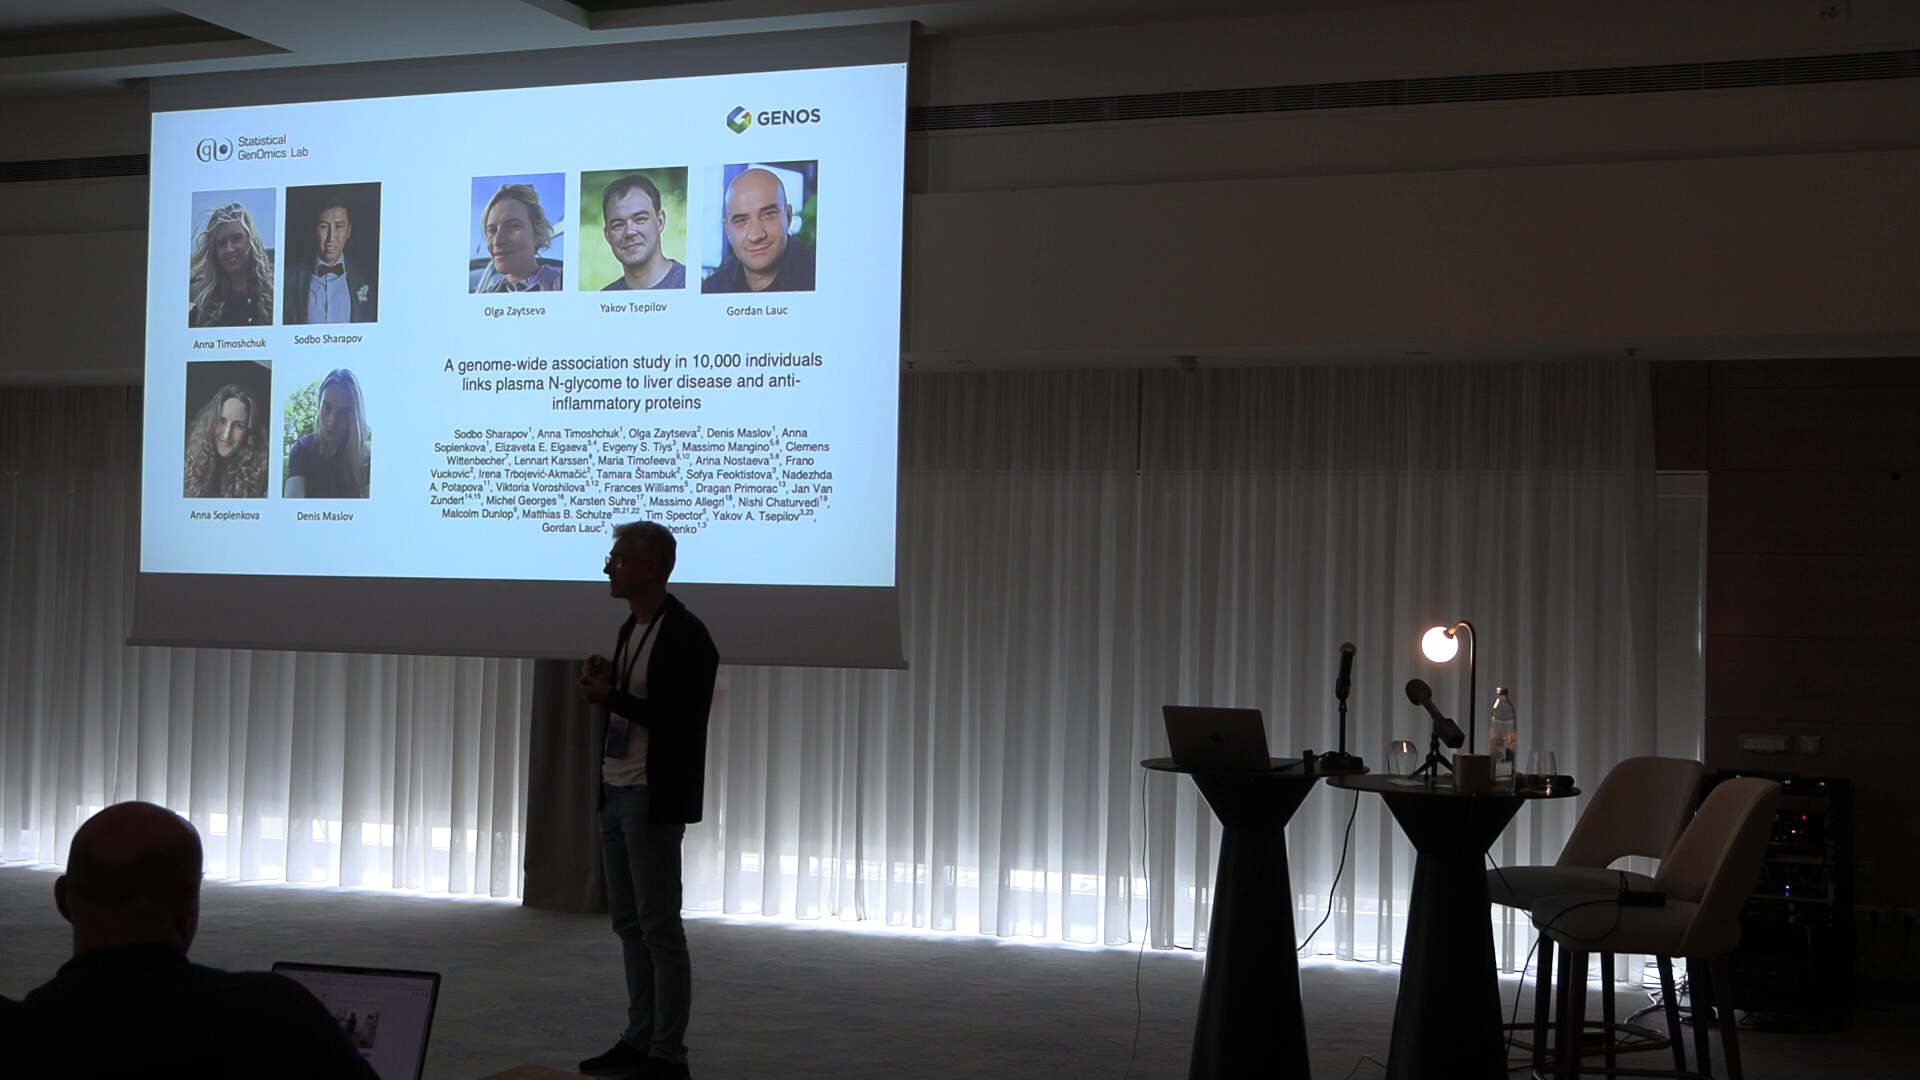 Statistical
GenOmics Lab
GENOS
Anna Timoshchuk
Sodbo Sharapov
Olga Zaytseva
Yakov Tsepilov
Gordan Lauc
Anna Soplenkova
Denis Maslov
A genome-wide association study in 10,000 individuals
links plasma N-glycome to liver disease and anti-
inflammatory proteins
Sodbo Sharapov¹, Anna Timoshchuk¹, Olga Zaytseva², Denis Maslov¹, Anna
Soplenkova¹, Elizaveta E. Elgaeva³,⁴, Evgeny S. Tiys³, Massimo Mangino⁵,⁶, Clemens
Wittenbecher⁷, Lennart Karssen⁸, Maria Timofeeva⁹,¹⁰, Arina Nostaeva³,⁸, Frano
Vuckovic², Irena Trbojević-Akmačić², Tamara Štambuk², Sofya Feoktistova³, Nadezhda
A. Potapova¹¹, Viktoria Voroshilova³,¹², Frances Williams⁵, Dragan Primorac¹³, Jan Van
Zundert¹⁴,¹⁵, Michel Georges¹⁶, Karsten Suhre¹⁷, Massimo Allegri¹⁸, Nishi Chaturvedi¹⁹,
Malcolm Dunlop⁹, Matthias B. Schulze²⁰,²¹,²², Tim Spector⁵, Yakov A. Tsepilov³,²³,
Gordan Lauc²,